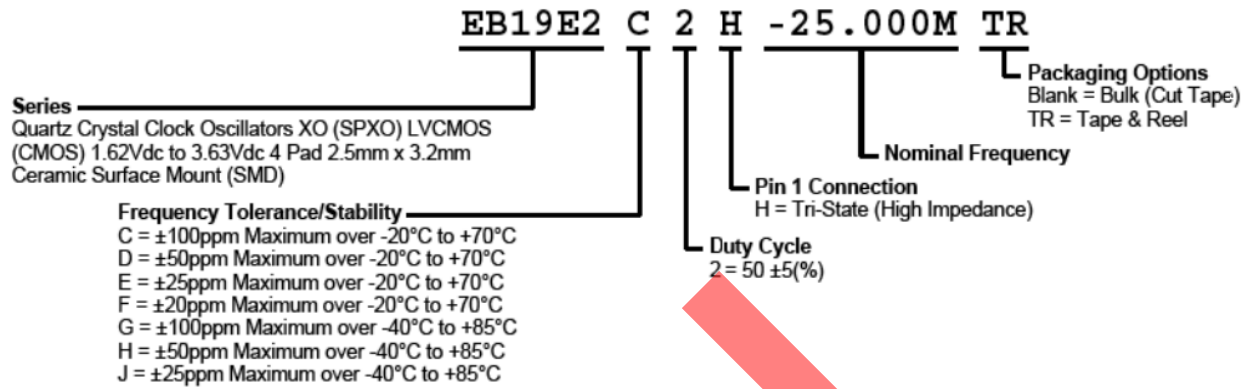 EB19E2 C 2 H -25.000M TR
Packaging Options
Blank = Bulk (Cut Tape)
TR = Tape & Reel
Series
Quartz Crystal Clock Oscillators XO (SPXO) LVCMOS
(CMOS) 1.62Vdc to 3.63Vdc 4 Pad 2.5mm x 3.2mm
Ceramic Surface Mount (SMD)
Nominal Frequency
Pin 1 Connection
H = Tri-State (High Impedance)
Frequency Tolerance/Stability
C = ±100ppm Maximum over -20°C to +70°C
D = ±50ppm Maximum over -20°C to +70°C
E = ±25ppm Maximum over -20°C to +70°C
F = ±20ppm Maximum over -20°C to +70°C
G = ±100ppm Maximum over -40°C to +85°C
H = ±50ppm Maximum over -40°C to +85°C
J = ±25ppm Maximum over -40°C to +85°C
Duty Cycle
2 = 50 ±5(%)